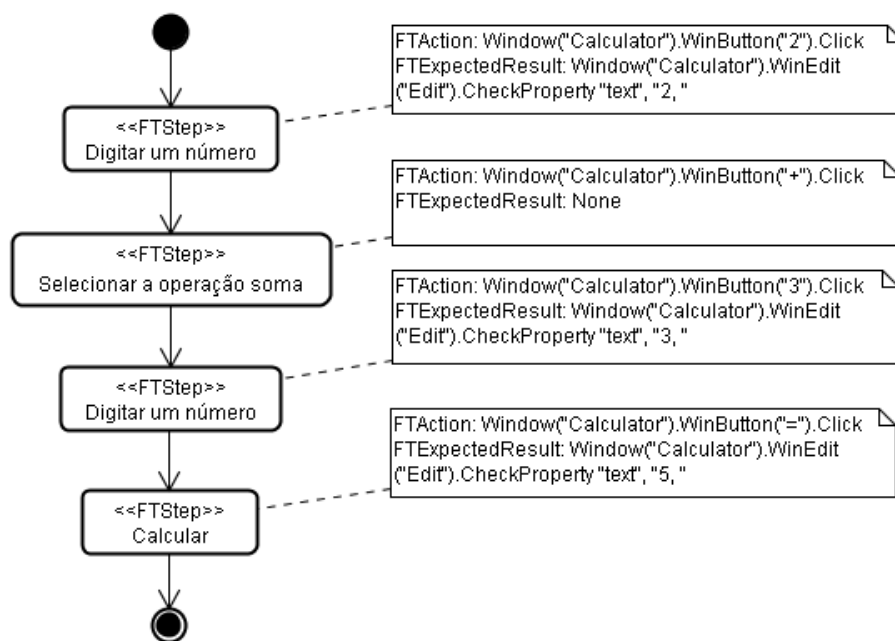 FTAction: Window("Calculator").WinButton("2").Click
FTExpectedResult: Window("Calculator").WinEdit
("Edit").CheckProperty "text", "2, "
<<FTStep>>
Digitar um número
FTAction: Window("Calculator").WinButton("+").Click
FTExpectedResult: None
<<FTStep>>
Selecionar a operação soma
FTAction: Window("Calculator").WinButton("3").Click
FTExpectedResult: Window("Calculator").WinEdit
("Edit").CheckProperty "text", "3, "
<<FTStep>>
Digitar um número
FTAction: Window("Calculator").WinButton("=").Click
FTExpectedResult: Window("Calculator").WinEdit
("Edit").CheckProperty "text", "5, "
<<FTStep>>
Calcular